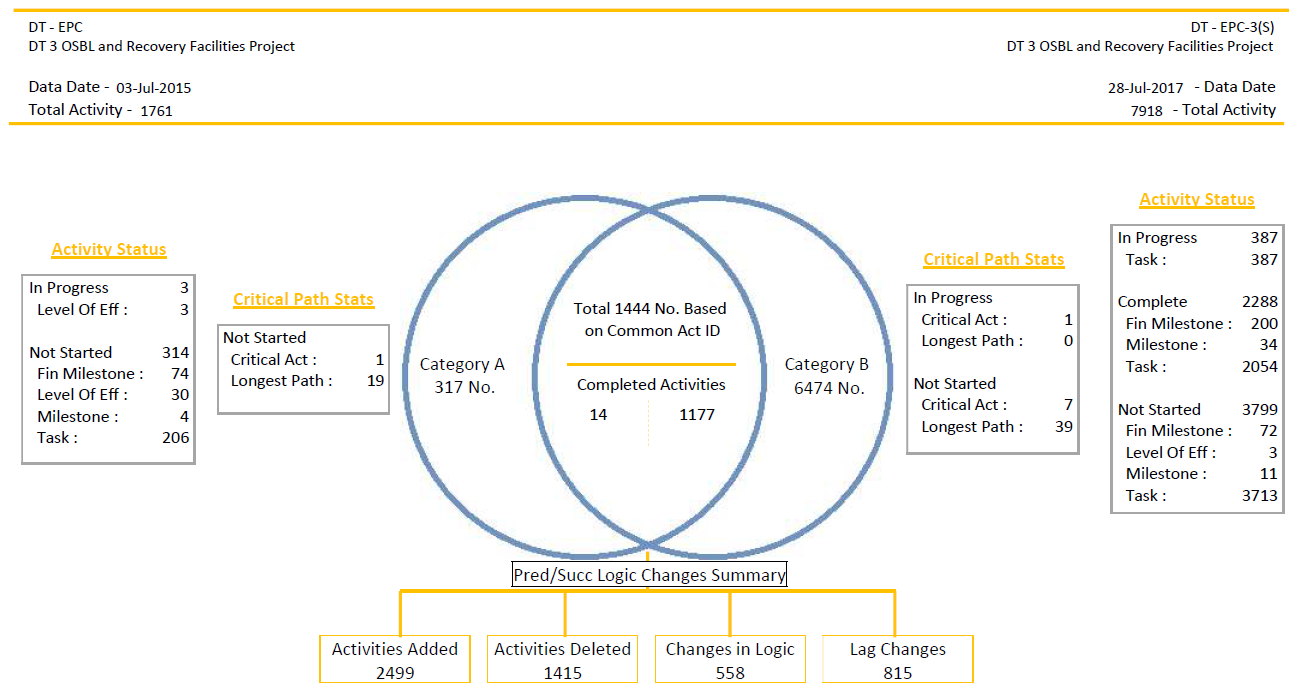 DT - EPC
DT 3 OSBL and Recovery Facilities Project
Data Date - 03-Jul-2015
Total Activity - 1761
DT - EPC-3(S)
DT 3 OSBL and Recovery Facilities Project
28-Jul-2017 - Data Date
7918 - Total Activity
Activity Status
In Progress 3
Level Of Eff : 3
Not Started 314
Fin Milestone : 74
Level Of Eff : 30
Milestone : 4
Task : 206
Critical Path Stats
Not Started
Critical Act : 1
Longest Path : 19
Category A
317 No.
Total 1444 No. Based
on Common Act ID
Completed Activities
14 1177
Category B
6474 No.
Critical Path Stats
In Progress
Critical Act : 1
Longest Path : 0
Not Started
Critical Act : 7
Longest Path : 39
Activity Status
In Progress 387
Task : 387
Complete 2288
Fin Milestone : 200
Milestone : 34
Task : 2054
Not Started 3799
Fin Milestone : 72
Level Of Eff : 3
Milestone : 11
Task : 3713
Pred/Succ Logic Changes Summary
Activities Added
2499
Activities Deleted
1415
Changes in Logic
558
Lag Changes
815